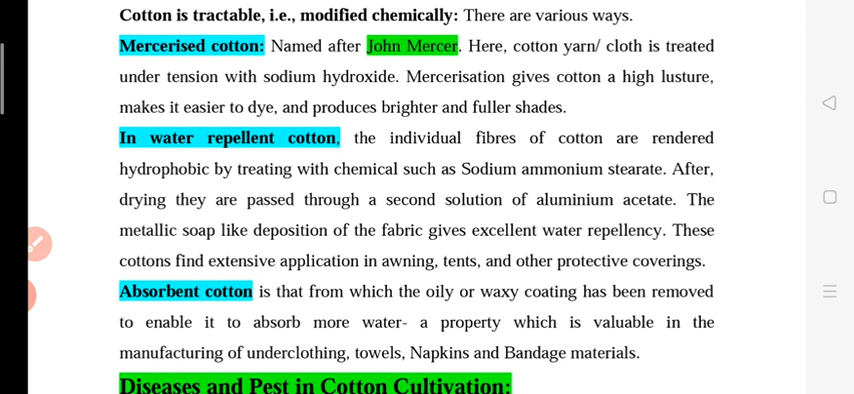 Cotton is tractable, i.e., modified chemically: There are various ways.
Mercerised cotton: Named after John Mercer. Here, cotton yarn/ cloth is treated
under tension with sodium hydroxide. Mercerisation gives cotton a high lusture,
makes it easier to dye, and produces brighter and fuller shades.
In water repellent cotton, the individual fibres of cotton are rendered
hydrophobic by treating with chemical such as Sodium ammonium stearate. After,
drying they are passed through a second solution of aluminium acetate. The
metallic soap like deposition of the fabric gives excellent water repellency. These
cottons find extensive application in awning, tents, and other protective coverings.
Absorbent cotton is that from which the oily or waxy coating has been removed
to enable it to absorb more water- a property which is valuable in the
manufacturing of underclothing, towels, Napkins and Bandage materials.
Diseases and Pest in Cotton Cultivation: